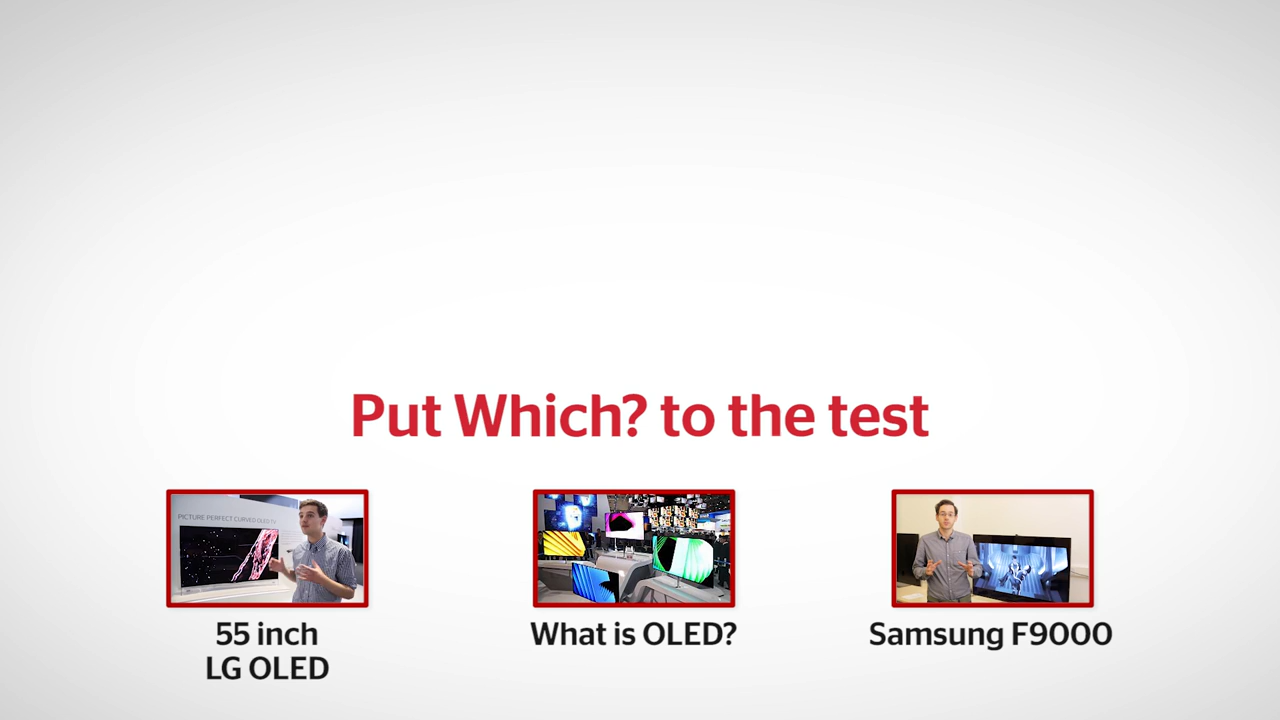 Put Which? to the test
PICTURE PERFECT CURVED OLED TV
55 inch
LG OLED
What is OLED?
Samsung F9000